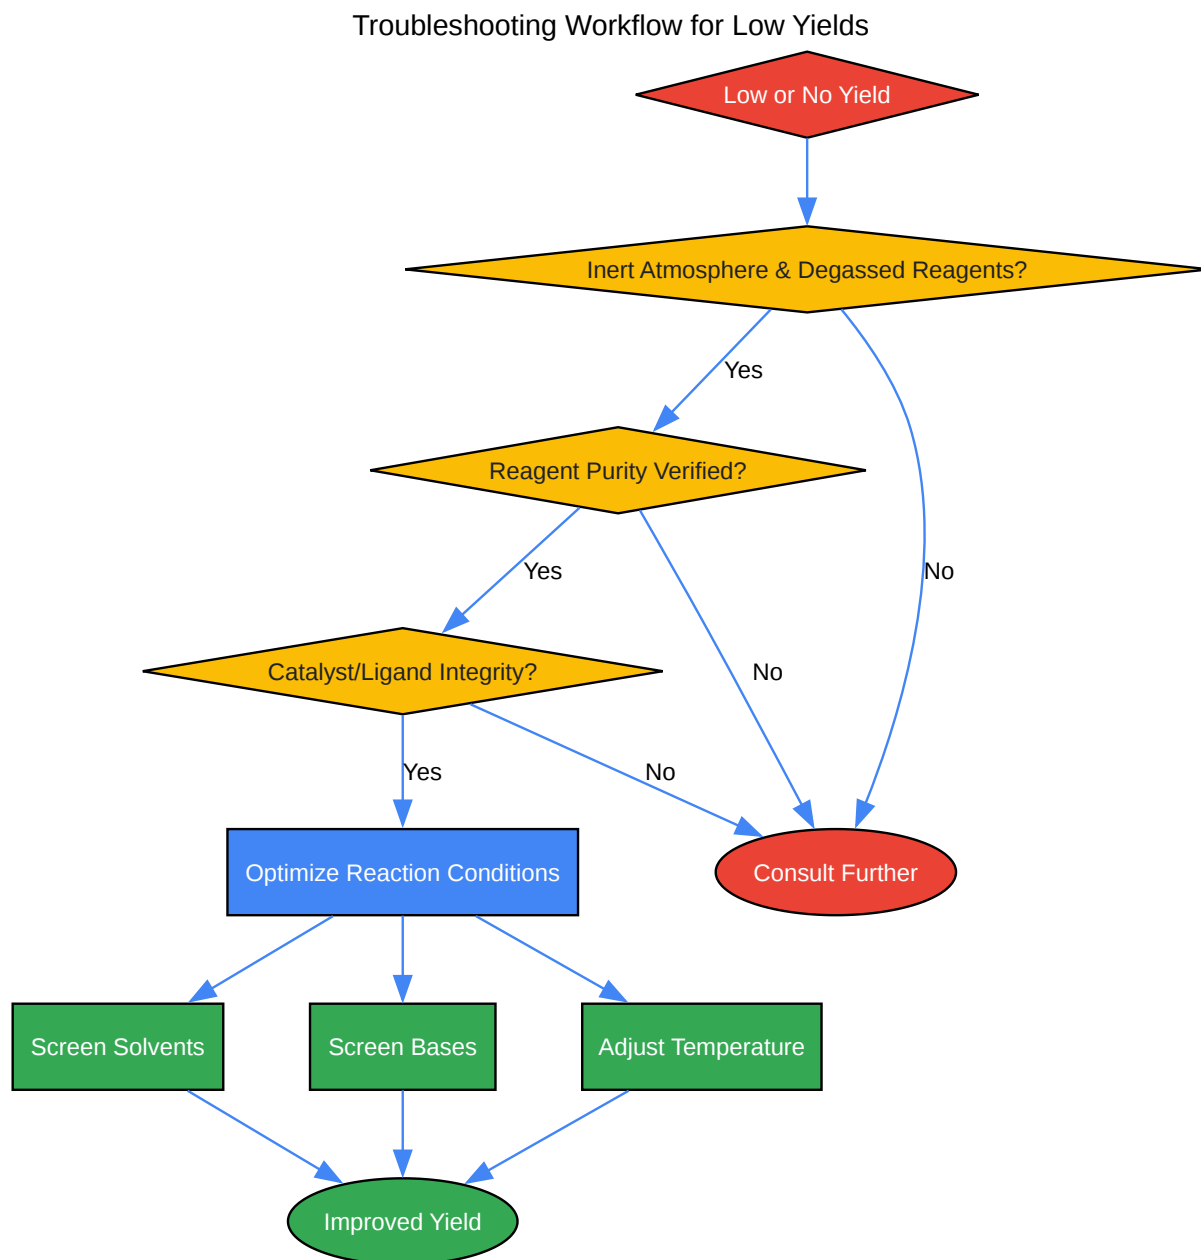 Troubleshooting Workflow for Low Yields
Low or No Yield
Inert Atmosphere & Degassed Reagents?
Yes
Reagent Purity Verified?
Yes
No
Catalyst/Ligand Integrity?
No
Yes
No
Optimize Reaction Conditions
Consult Further
Screen Solvents
Screen Bases
Adjust Temperature
Improved Yield